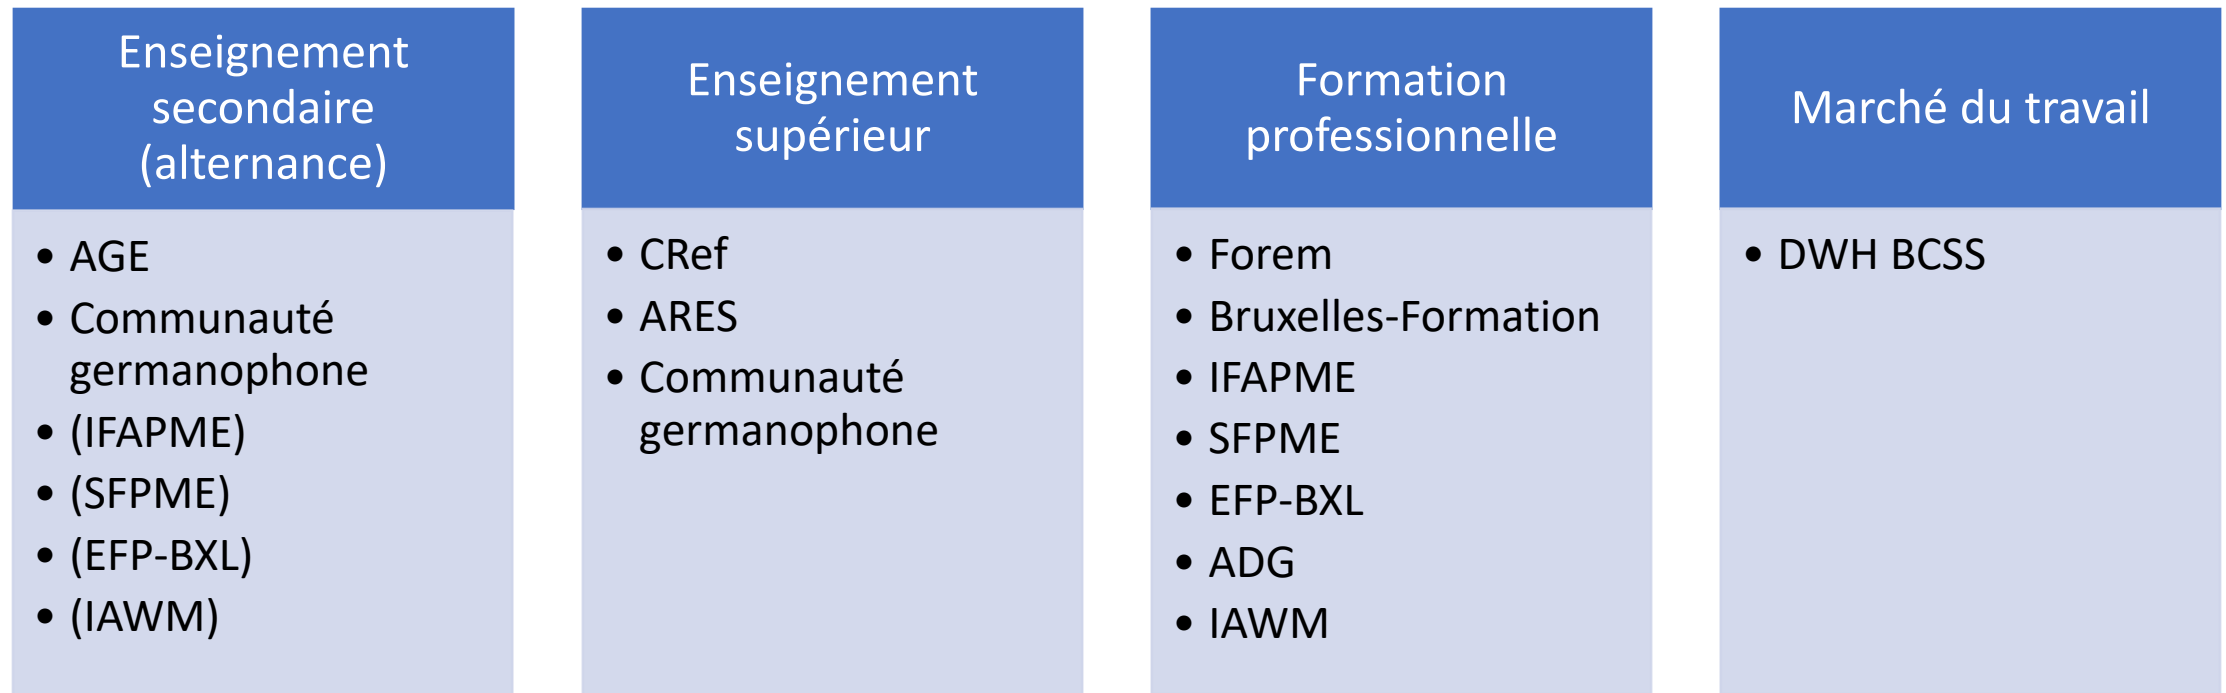 Enseignement
secondaire
(alternance)
• AGE
• Communauté
germanophone
• (IFAPME)
• (SFPME)
• (EFP-BXL)
• (IAWM)
Enseignement
supérieur
• CRef
• ARES
• Communauté
germanophone
Formation
professionnelle
• Forem
• Bruxelles-Formation
• IFAPME
• SFPME
• EFP-BXL
• ADG
• IAWM
Marché du travail
• DWH BCSS